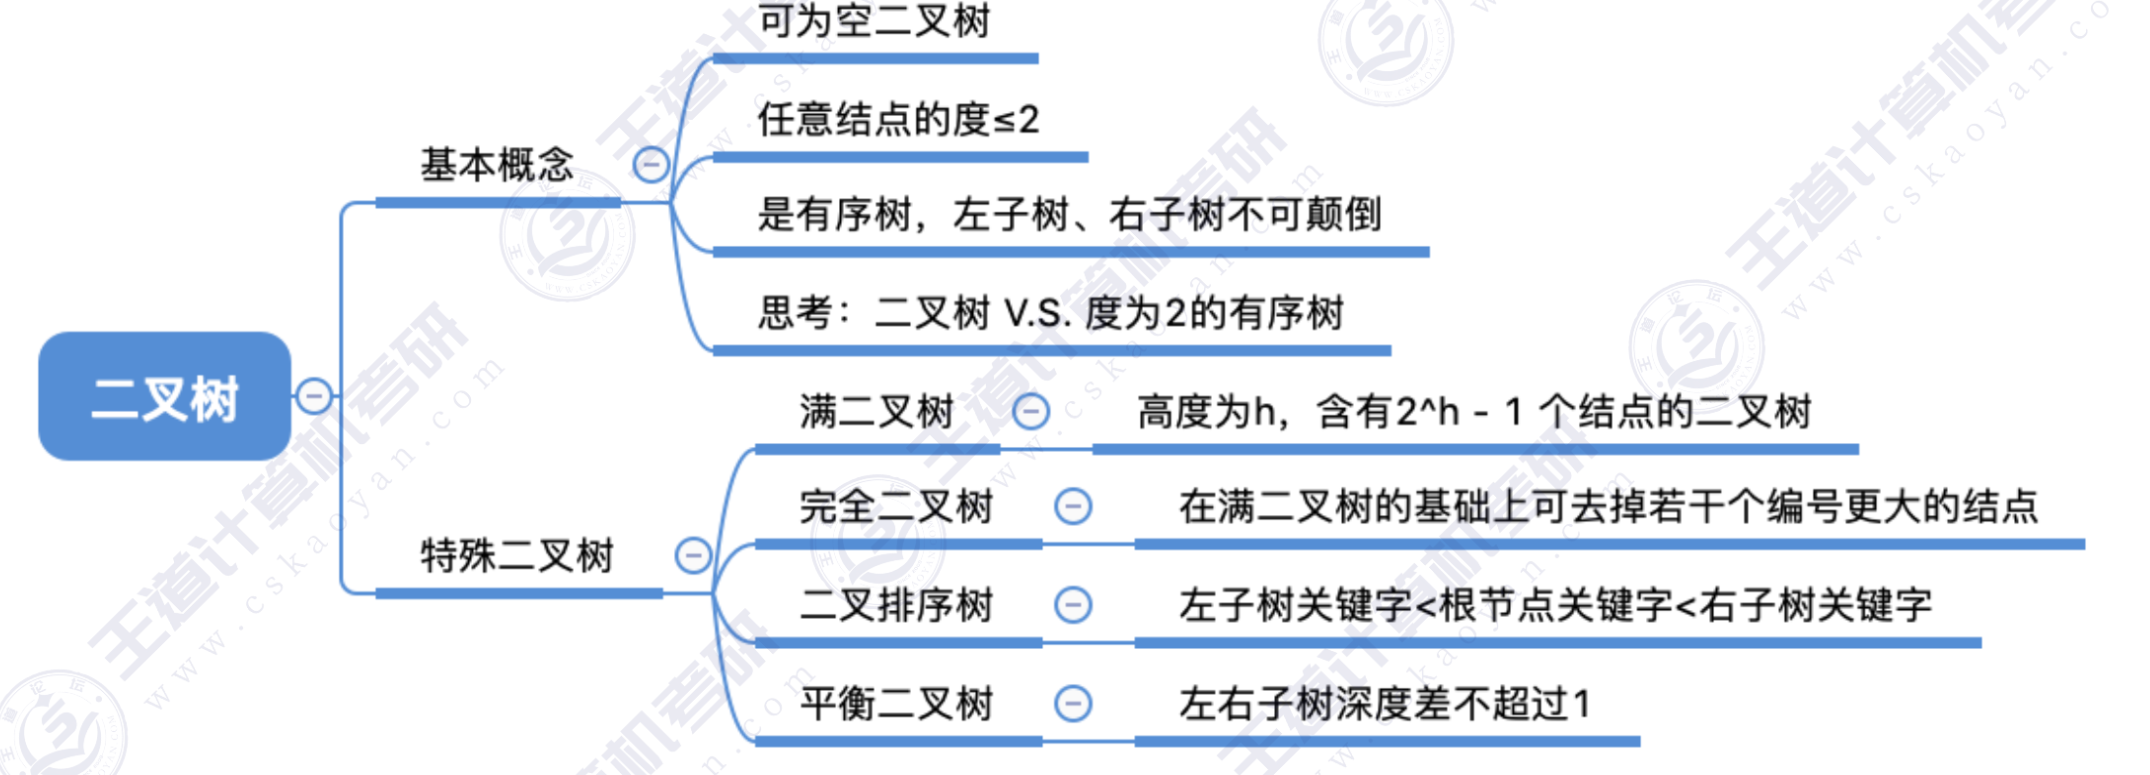 可为空二叉树
任意结点的度≤2
基本概念
是有序树，左子树、右子树不可颠倒
思考：二叉树 V.S. 度为2的有序树
二叉树
满二叉树
高度为h，含有2^h - 1 个结点的二叉树
完全二叉树
在满二叉树的基础上可去掉若干个编号更大的结点
特殊二叉树
二叉排序树
左子树关键字<根节点关键字<右子树关键字
平衡二叉树
左右子树深度差不超过1
王道计算机考研
www.cskaoyan.com